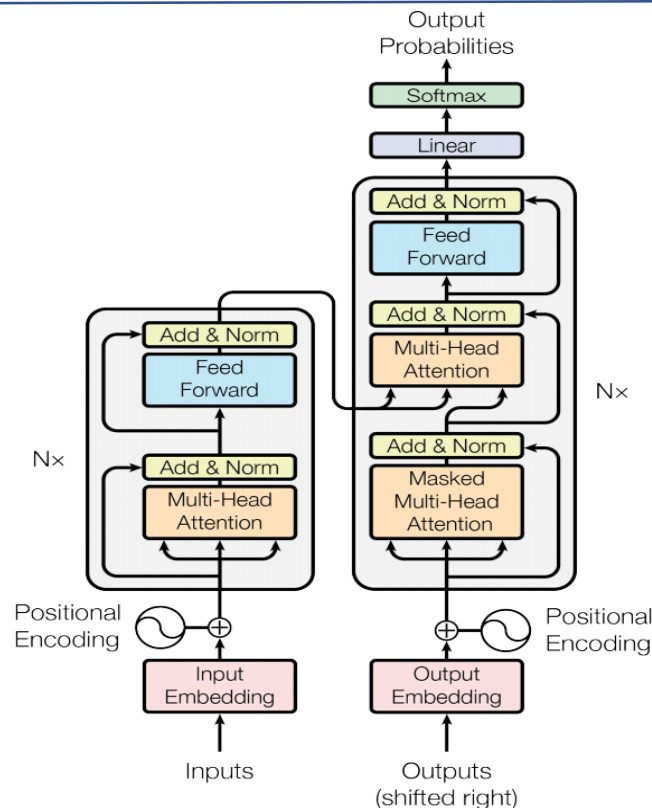 Output
Probabilities
Softmax
Linear
Add & Norm
Feed
Forward
Add & Norm
Multi-Head
Attention
Add & Norm
Masked
Multi-Head
Attention
Nx
Add & Norm
Feed
Forward
Add & Norm
Multi-Head
Attention
Nx
Positional
Encoding
Positional
Encoding
Input
Embedding
Output
Embedding
Inputs
Outputs
(shifted right)